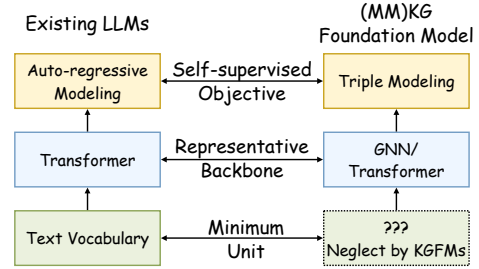 Existing LLMs
(MM)KG
Foundation Model
Auto-regressive
Modeling
Self-supervised
Objective
Triple Modeling
Transformer
Representative
Backbone
GNN/
Transformer
Text Vocabulary
Minimum
Unit
???
Neglect by KGFMs